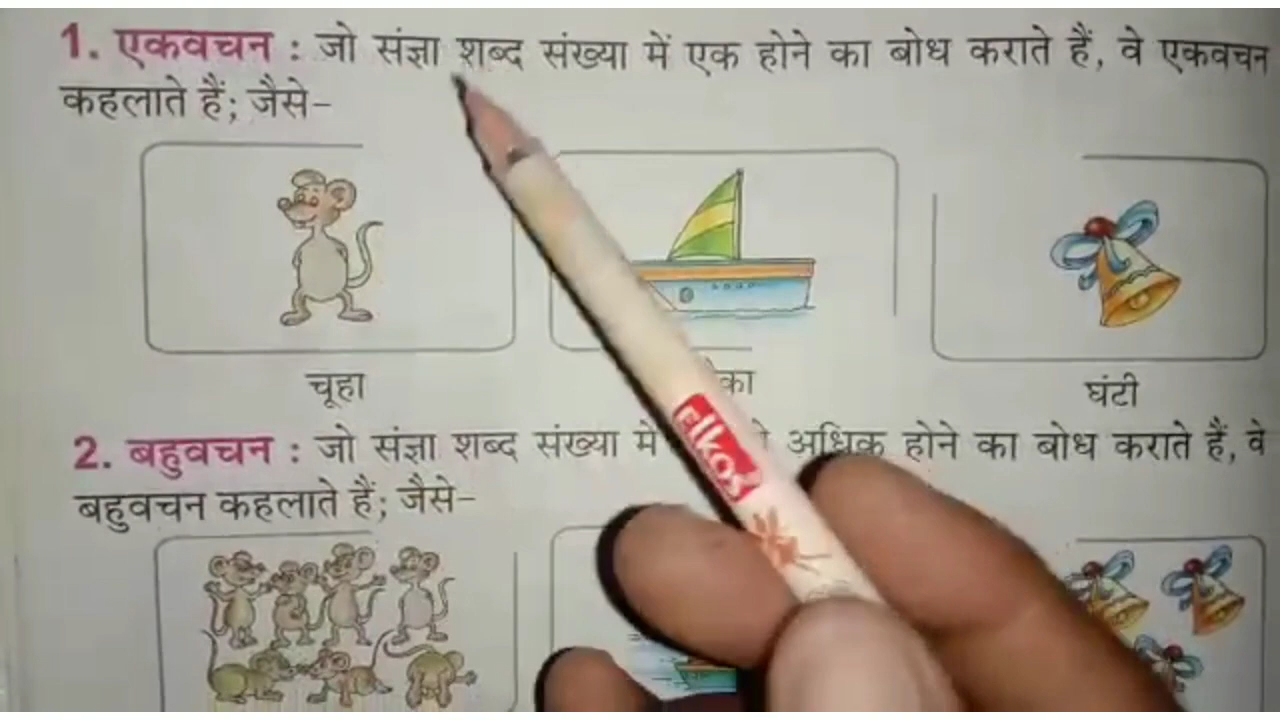 1. एकवचन : जो संज्ञा शब्द संख्या में एक होने का बोध कराते हैं, वे एकवचन
कहलाते हैं; जैसे–
चूहा
घंटी
2. बहुवचन : जो संज्ञा शब्द संख्या में अधिक होने का बोध कराते हैं, वे
बहुवचन कहलाते हैं; जैसे–
elkos